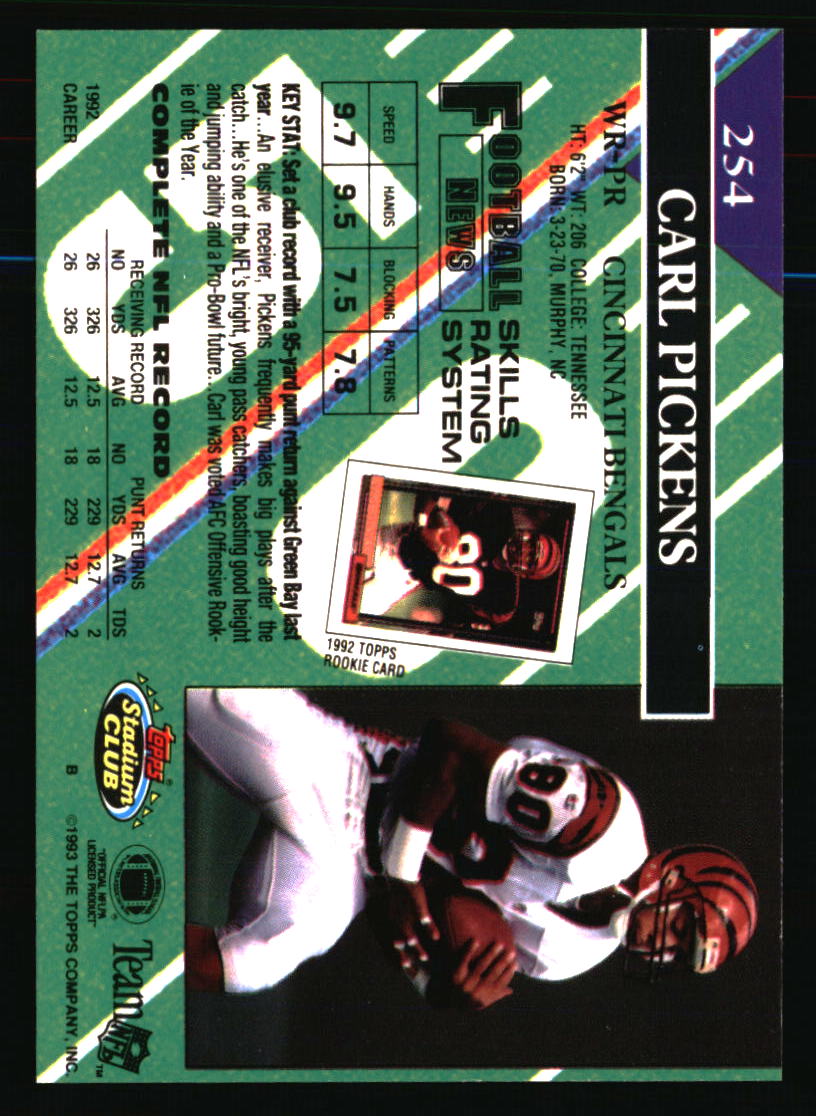 254
CARL PICKENS
WR-PR CINCINNATI BENGALS
HT: 6'2" WT: 206 COLLEGE: TENNESSEE
BORN: 3-23-70, MURPHY, NC
FOOTBALL
NEWS
SKILLS
RATING
SYSTEM
SPEED HANDS BLOCKING PATTERNS
9.7 9.5 7.5 7.8
80
1992 TOPPS
ROOKIE CARD
KEY STAT: Set a club record with a 95-yard punt return against Green Bay last
year...An elusive receiver, Pickens frequently makes big plays after the
catch...He's one of the NFL's bright, young pass catchers, boasting good height
and jumping ability and a Pro-Bowl future...Carl was voted AFC Offensive Rook-
ie of the Year.
COMPLETE NFL RECORD
RECEIVING RECORD PUNT RETURNS
NO YDS AVG NO YDS AVG TDS
1992 26 326 12.5 18 229 12.7 2
CAREER 26 326 12.5 18 229 12.7 2
80
TOPPS®
Stadium
CLUB
B
"OFFICIAL NFLPA
LICENSED PRODUCT"
®
Team NFL™
©1993 THE TOPPS COMPANY, INC.